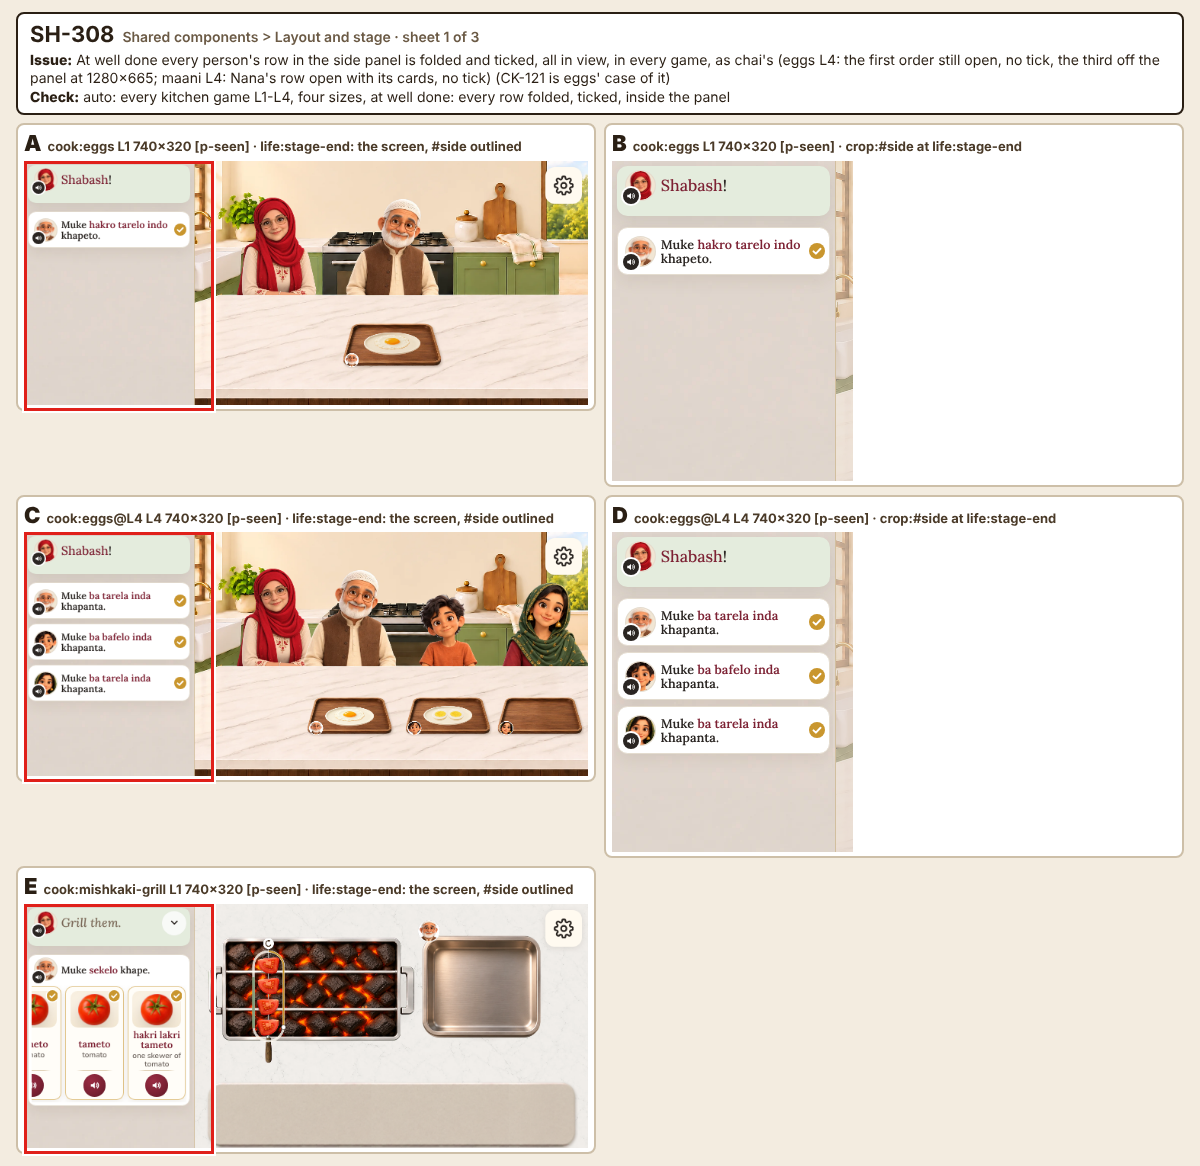 SH-308 Shared components > Layout and stage · sheet 1 of 3
Issue: At well done every person's row in the side panel is folded and ticked, all in view, in every game, as chai's (eggs L4: the first order still open, no tick, the third off the
panel at 1280×665; maani L4: Nana's row open with its cards, no tick) (CK-121 is eggs' case of it)
Check: auto: every kitchen game L1-L4, four sizes, at well done: every row folded, ticked, inside the panel
A cook:eggs L1 740×320 [p-seen] · life:stage-end: the screen, #side outlined
Shabash!
Muke hakro tarelo indo
khapeto.
B cook:eggs L1 740×320 [p-seen] · crop:#side at life:stage-end
Shabash!
Muke hakro tarelo indo
khapeto.
C cook:eggs@L4 L4 740×320 [p-seen] · life:stage-end: the screen, #side outlined
Shabash!
Muke ba tarela inda
khapanta.
Muke ba bafelo inda
khapanta.
Muke ba tarela inda
khapanta.
D cook:eggs@L4 L4 740×320 [p-seen] · crop:#side at life:stage-end
Shabash!
Muke ba tarela inda
khapanta.
Muke ba bafelo inda
khapanta.
Muke ba tarela inda
khapanta.
E cook:mishkaki-grill L1 740×320 [p-seen] · life:stage-end: the screen, #side outlined
Grill them.
Muke sekelo khape.
tameto
tomato
hakri lakri
tameto
one skewer of
tomato